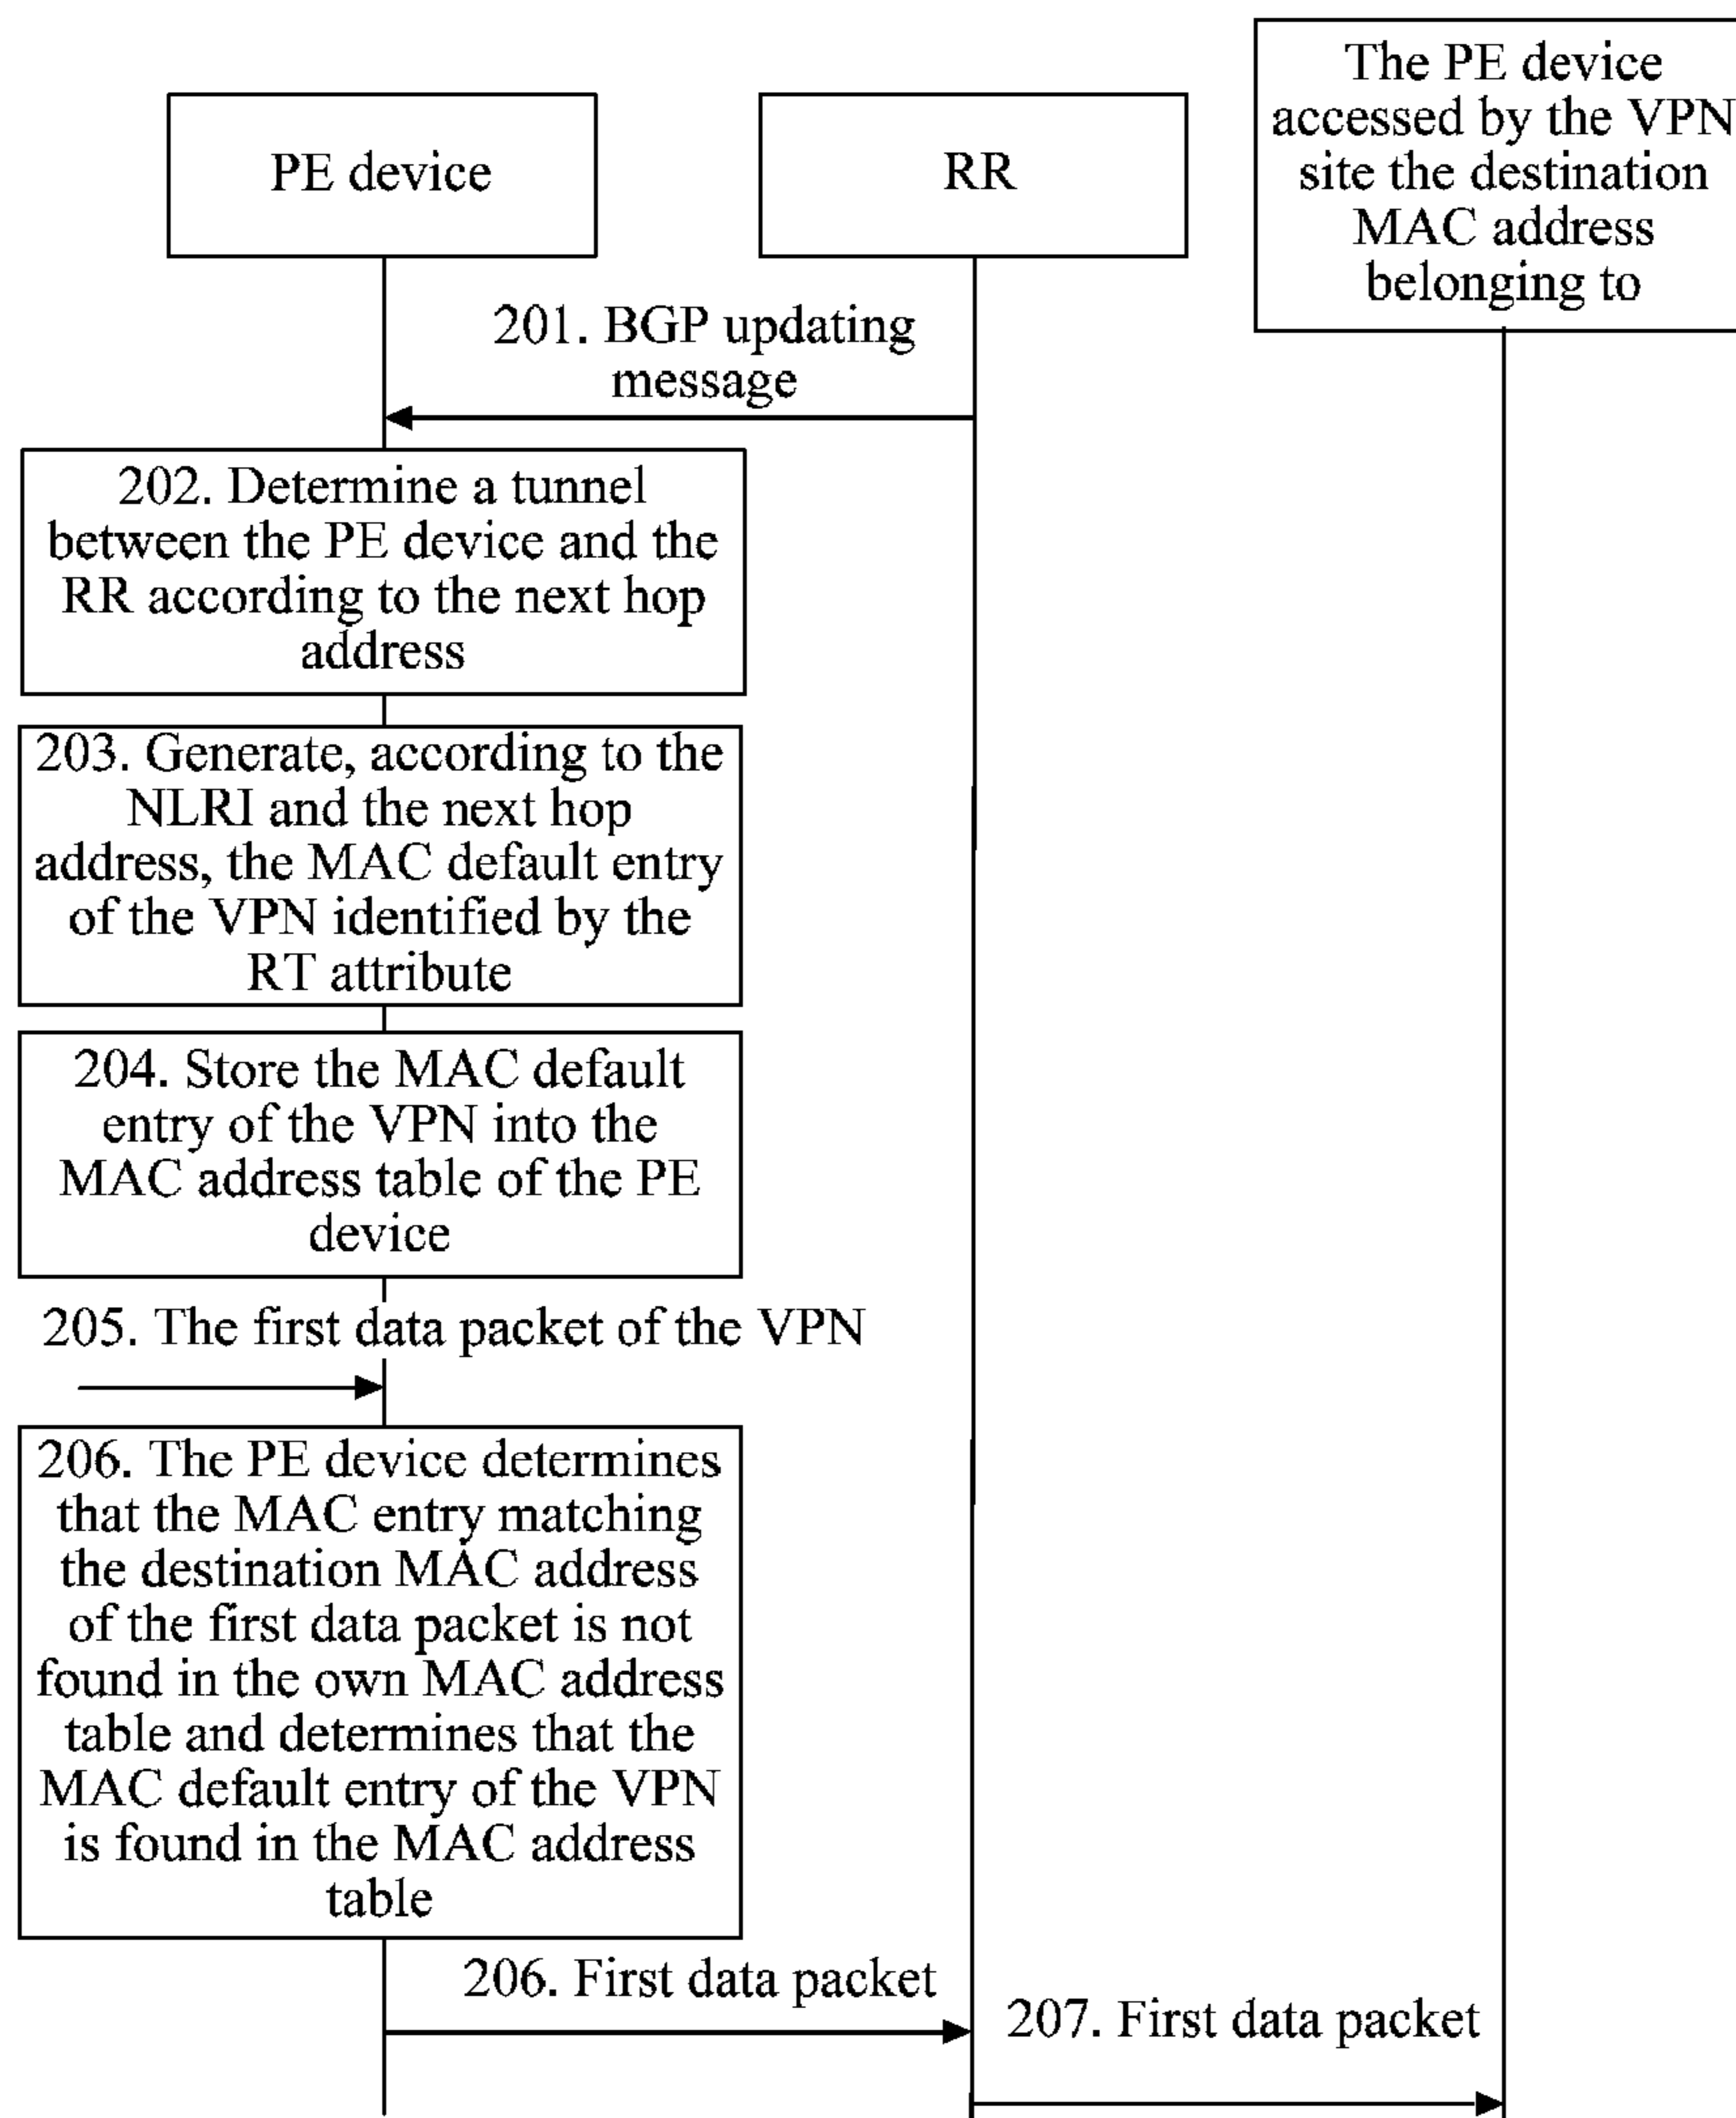 PE device
RR
The PE device
accessed by the VPN
site the destination
MAC address
belonging to
201. BGP updating
message
202. Determine a tunnel
between the PE device and the
RR according to the next hop
address
203. Generate, according to the
NLRI and the next hop
address, the MAC default entry
of the VPN identified by the
RT attribute
204. Store the MAC default
entry of the VPN into the
MAC address table of the PE
device
205. The first data packet of the VPN
206. The PE device determines
that the MAC entry matching
the destination MAC address
of the first data packet is not
found in the own MAC address
table and determines that the
MAC default entry of the VPN
is found in the MAC address
table
206. First data packet
207. First data packet